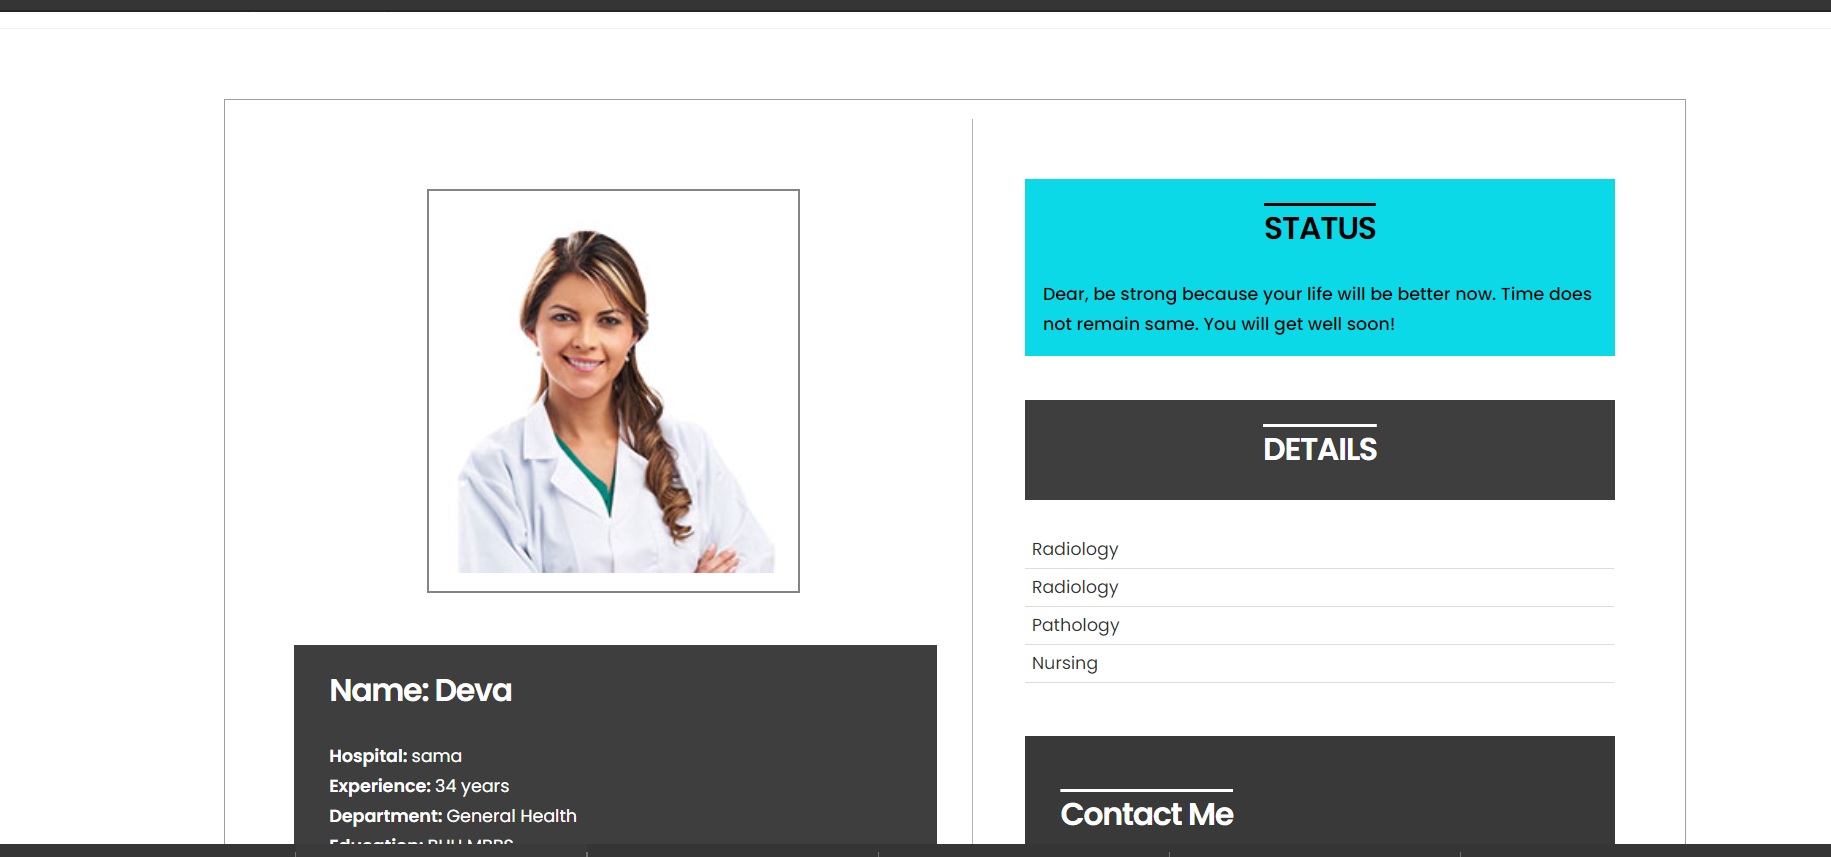 STATUS
Dear, be strong because your life will be better now. Time does
not remain same. You will get well soon!
DETAILS
Radiology
Radiology
Pathology
Nursing
Name: Deva
Hospital: sama
Experience: 34 years
Department: General Health
Education:
Contact Me